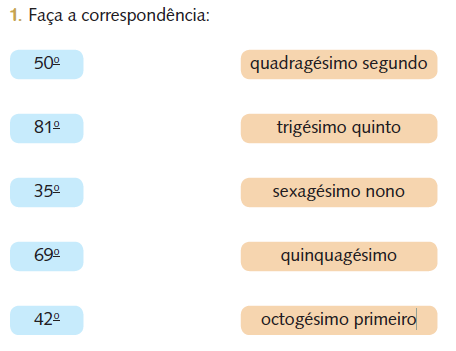 1. Faça a correspondência:
50º quadragésimo segundo
81º trigésimo quinto
35º sexagésimo nono
69º quinquagésimo
42º octogésimo primeiro